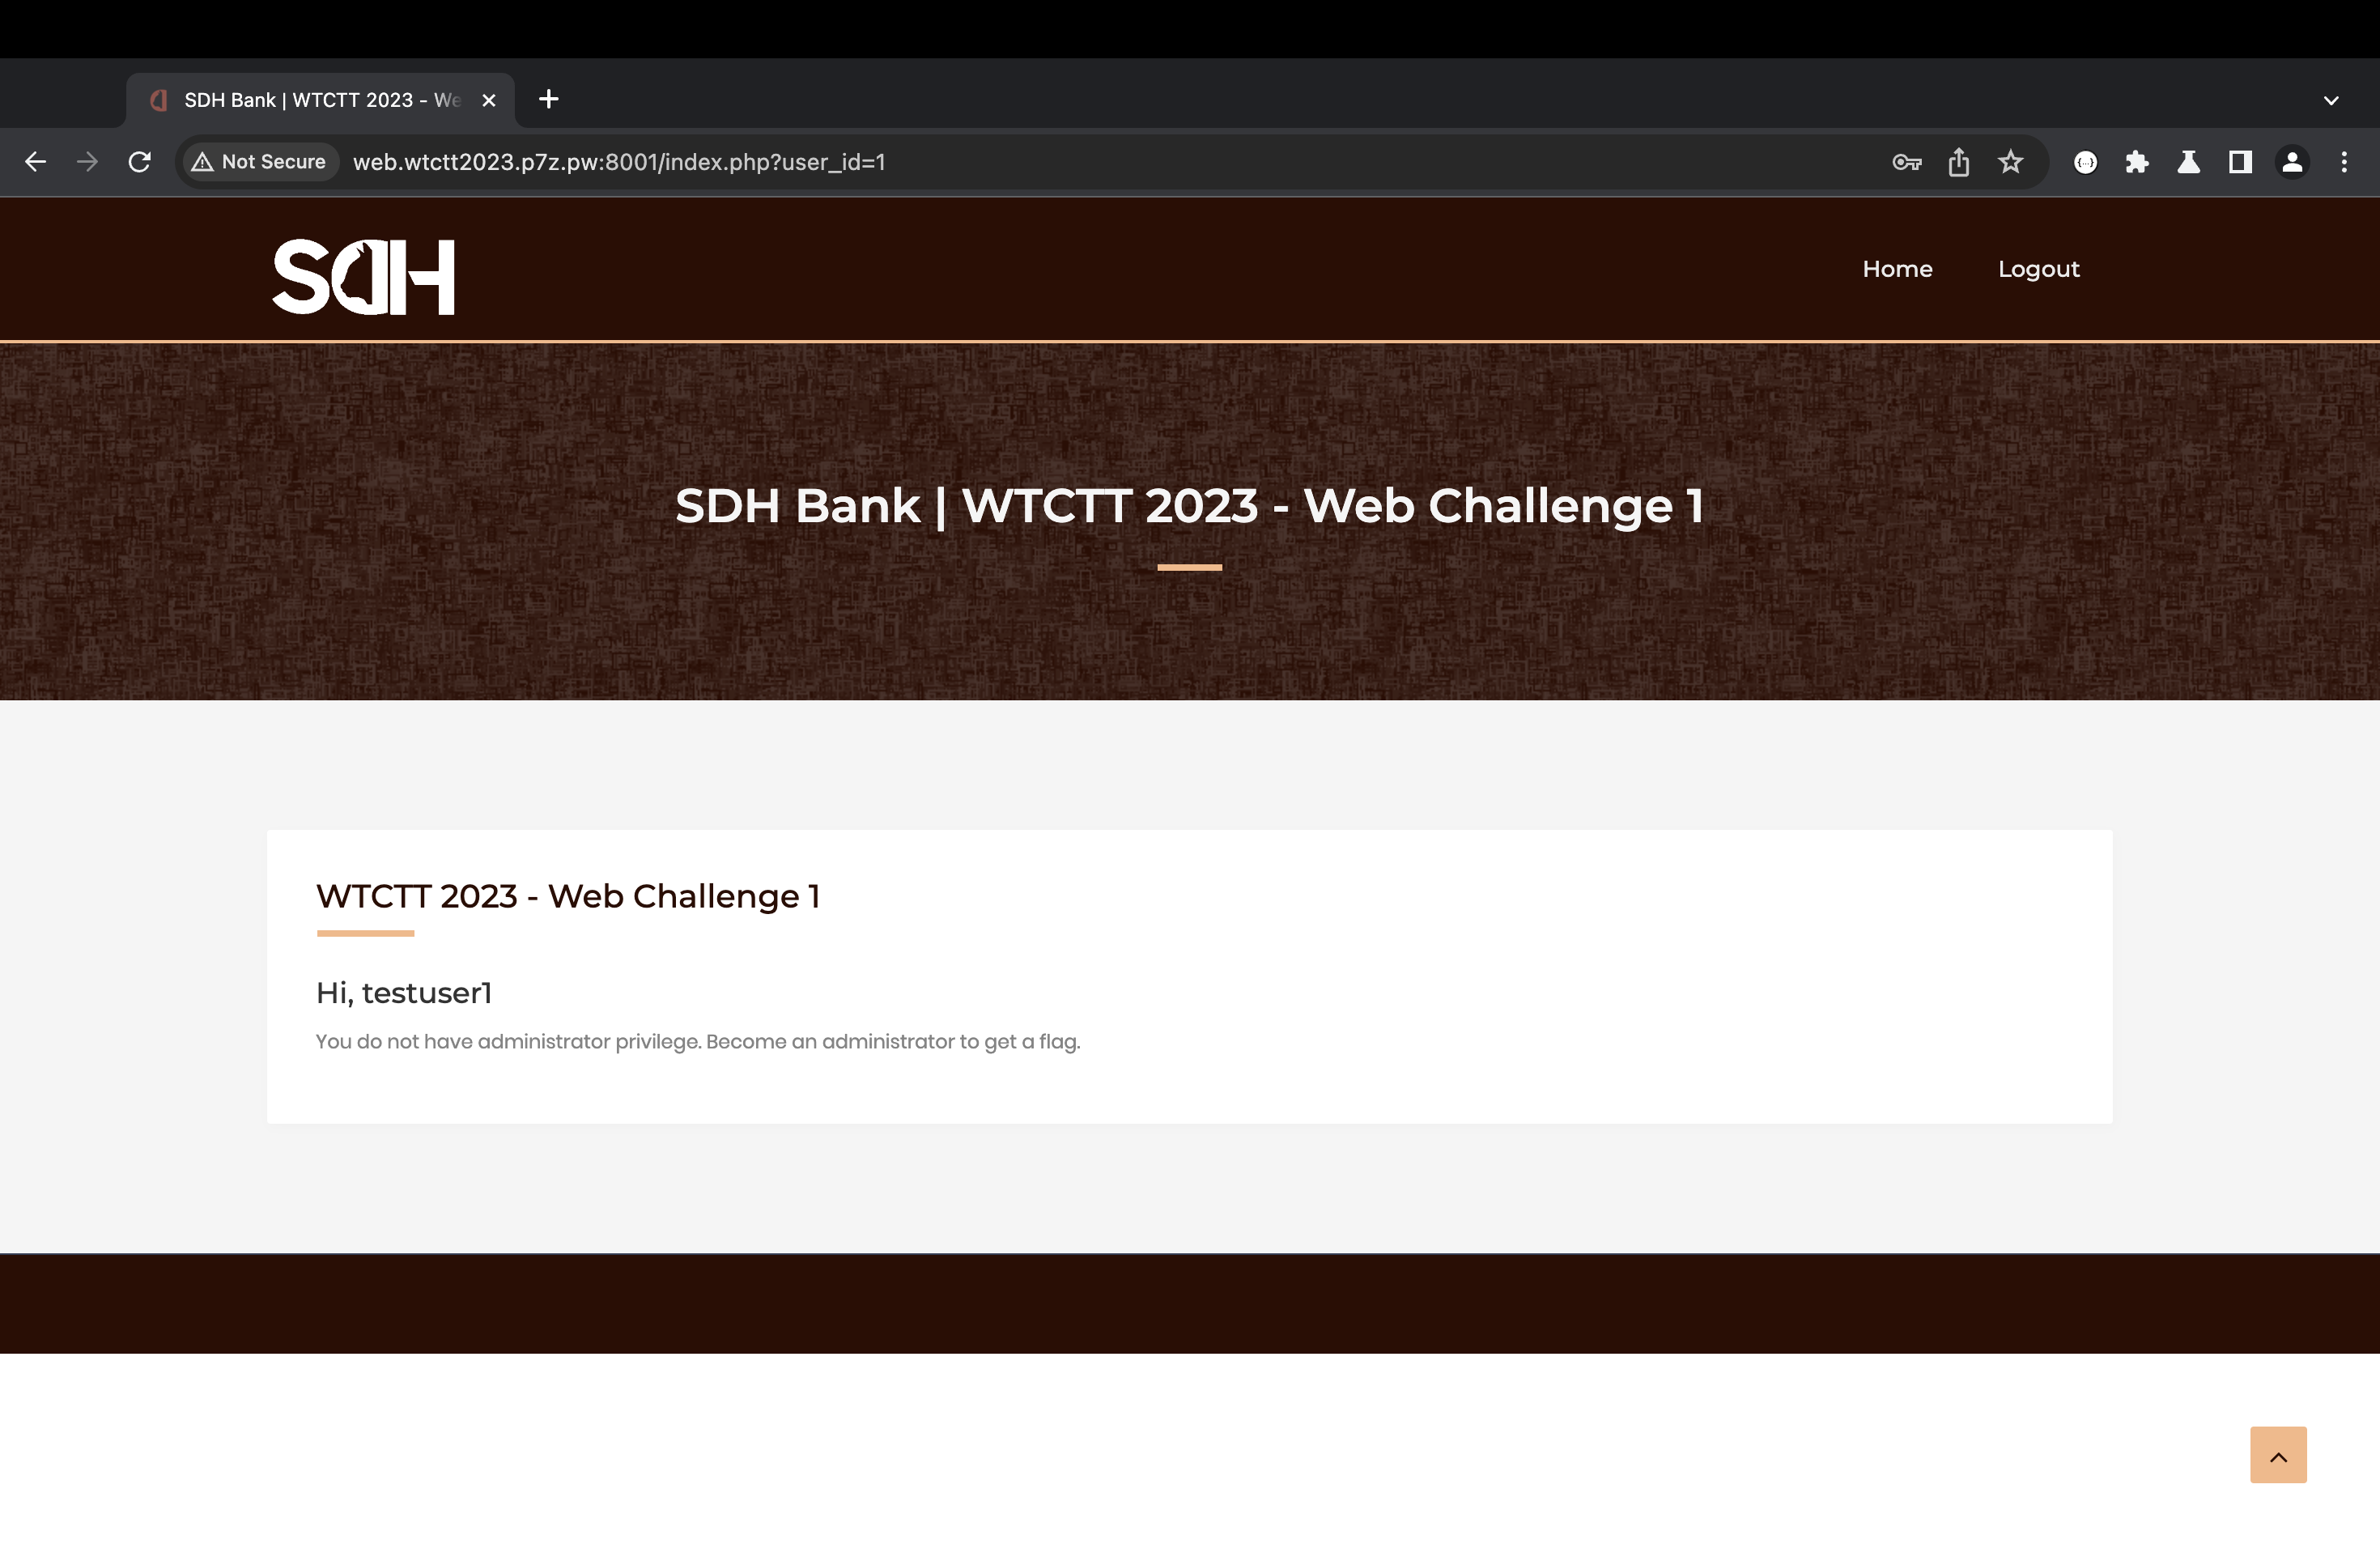 SDH Bank | WTCTT 2023 - We
Not Secure
web.wtctt2023.p7z.pw:8001/index.php?user_id=1
SDH
Home
Logout
SDH Bank | WTCTT 2023 - Web Challenge 1
WTCTT 2023 - Web Challenge 1
Hi, testuser1
You do not have administrator privilege. Become an administrator to get a flag.